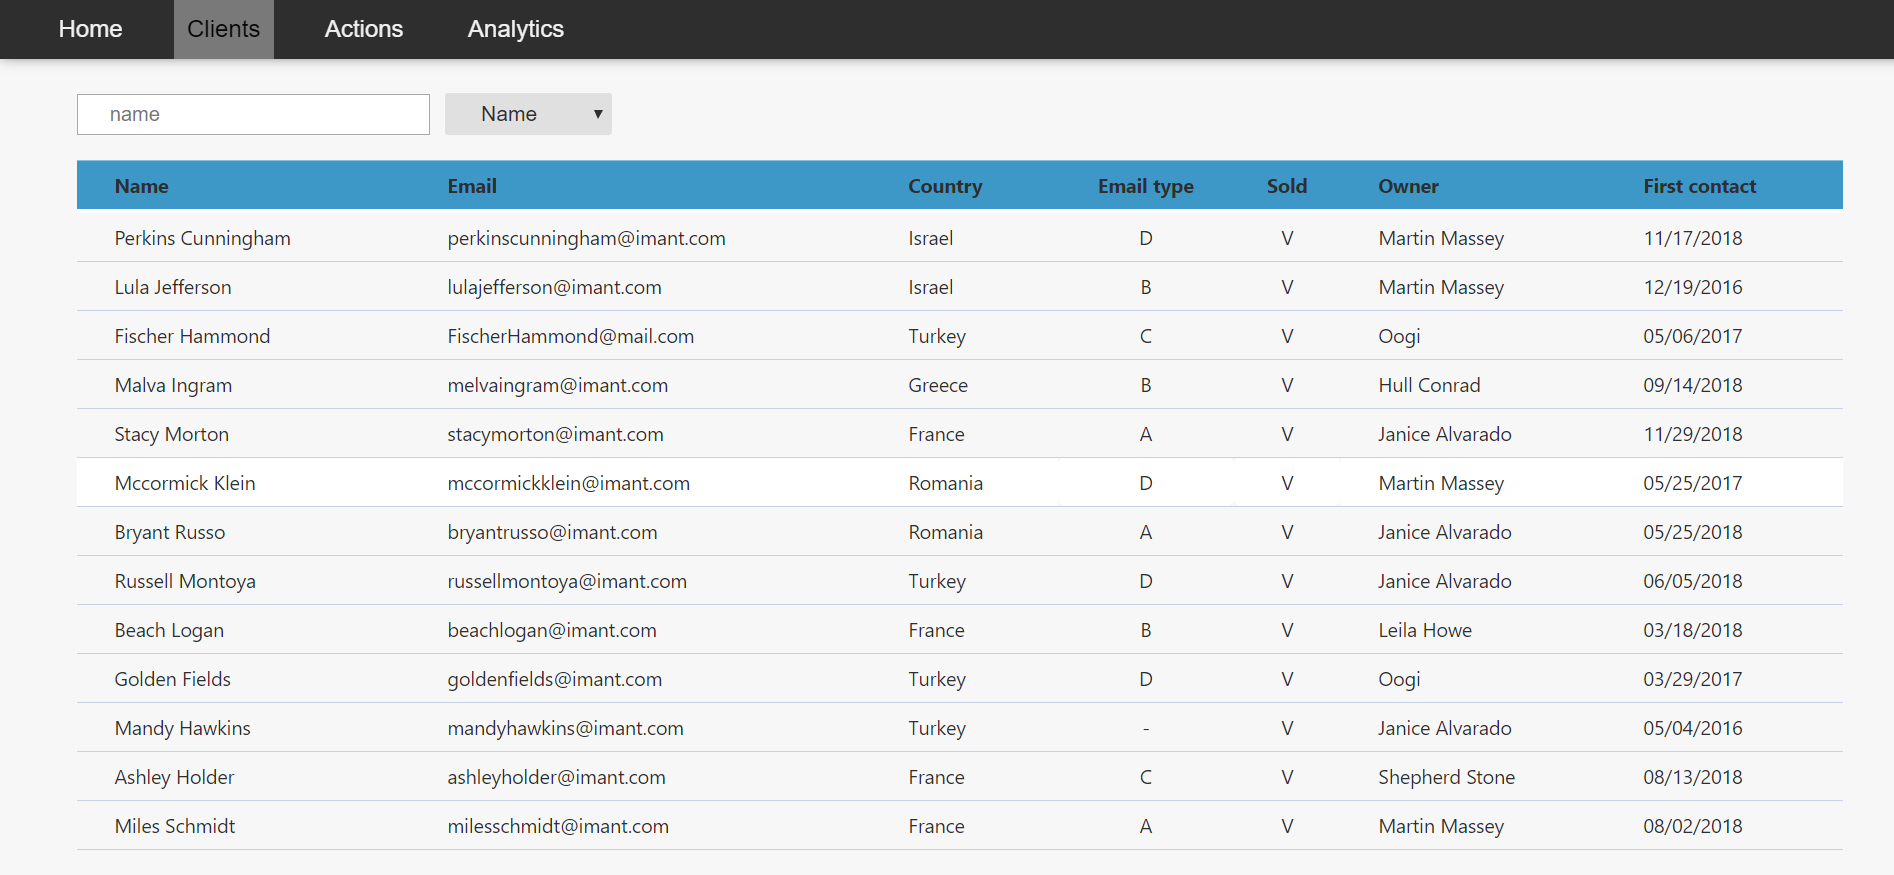 Home Clients Actions Analytics
name Name ▼
Name Email Country Email type Sold Owner First contact
Perkins Cunningham perkinscunningham@imant.com Israel D V Martin Massey 11/17/2018
Lula Jefferson lulajefferson@imant.com Israel B V Martin Massey 12/19/2016
Fischer Hammond FischerHammond@mail.com Turkey C V Oogi 05/06/2017
Malva Ingram melvaingram@imant.com Greece B V Hull Conrad 09/14/2018
Stacy Morton stacymorton@imant.com France A V Janice Alvarado 11/29/2018
Mccormick Klein mccormickklein@imant.com Romania D V Martin Massey 05/25/2017
Bryant Russo bryantrusso@imant.com Romania A V Janice Alvarado 05/25/2018
Russell Montoya russellmontoya@imant.com Turkey D V Janice Alvarado 06/05/2018
Beach Logan beachlogan@imant.com France B V Leila Howe 03/18/2018
Golden Fields goldenfields@imant.com Turkey D V Oogi 03/29/2017
Mandy Hawkins mandyhawkins@imant.com Turkey - V Janice Alvarado 05/04/2016
Ashley Holder ashleyholder@imant.com France C V Shepherd Stone 08/13/2018
Miles Schmidt milesschmidt@imant.com France A V Martin Massey 08/02/2018